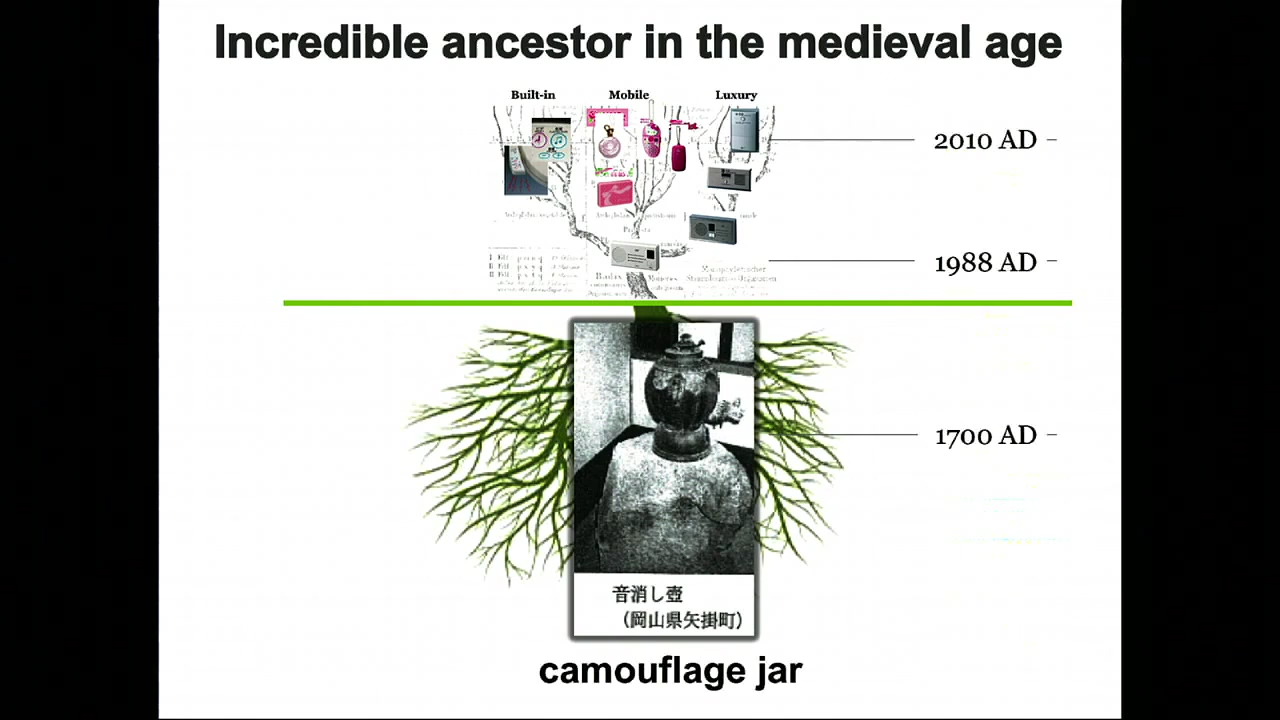 Incredible ancestor in the medieval age
Built-in
Mobile
Luxury
2010 AD
1988 AD
1700 AD
音消し壺
（岡山県矢掛町）
camouflage jar